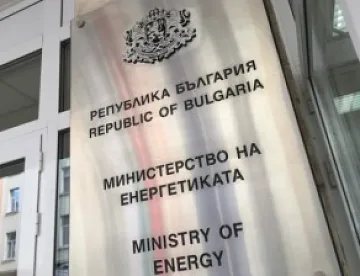 РЕПУБЛИКА БЪЛГАРИЯ
REPUBLIC OF BULGARIA
МИНИСТЕРСТВО НА
ЕНЕРГЕТИКАТА
MINISTRY OF
ENERGY